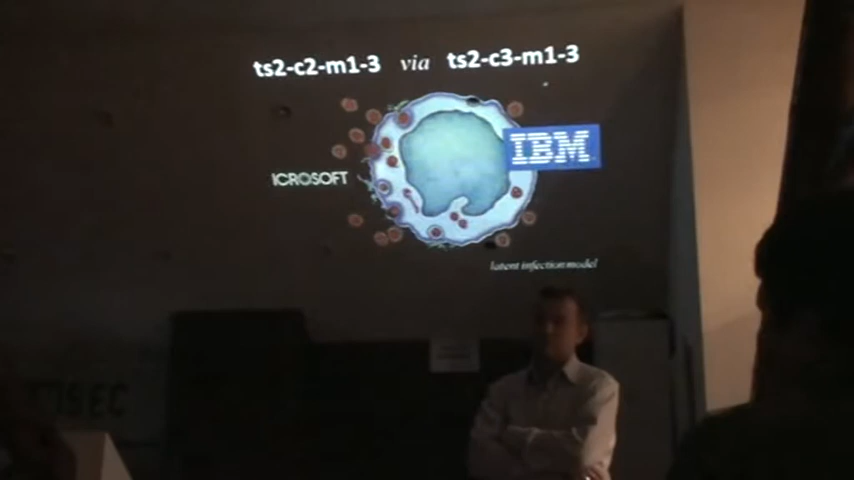 ts2-c2-m1-3 via ts2-c3-m1-3
IBM
ICROSOFT
latent infection model